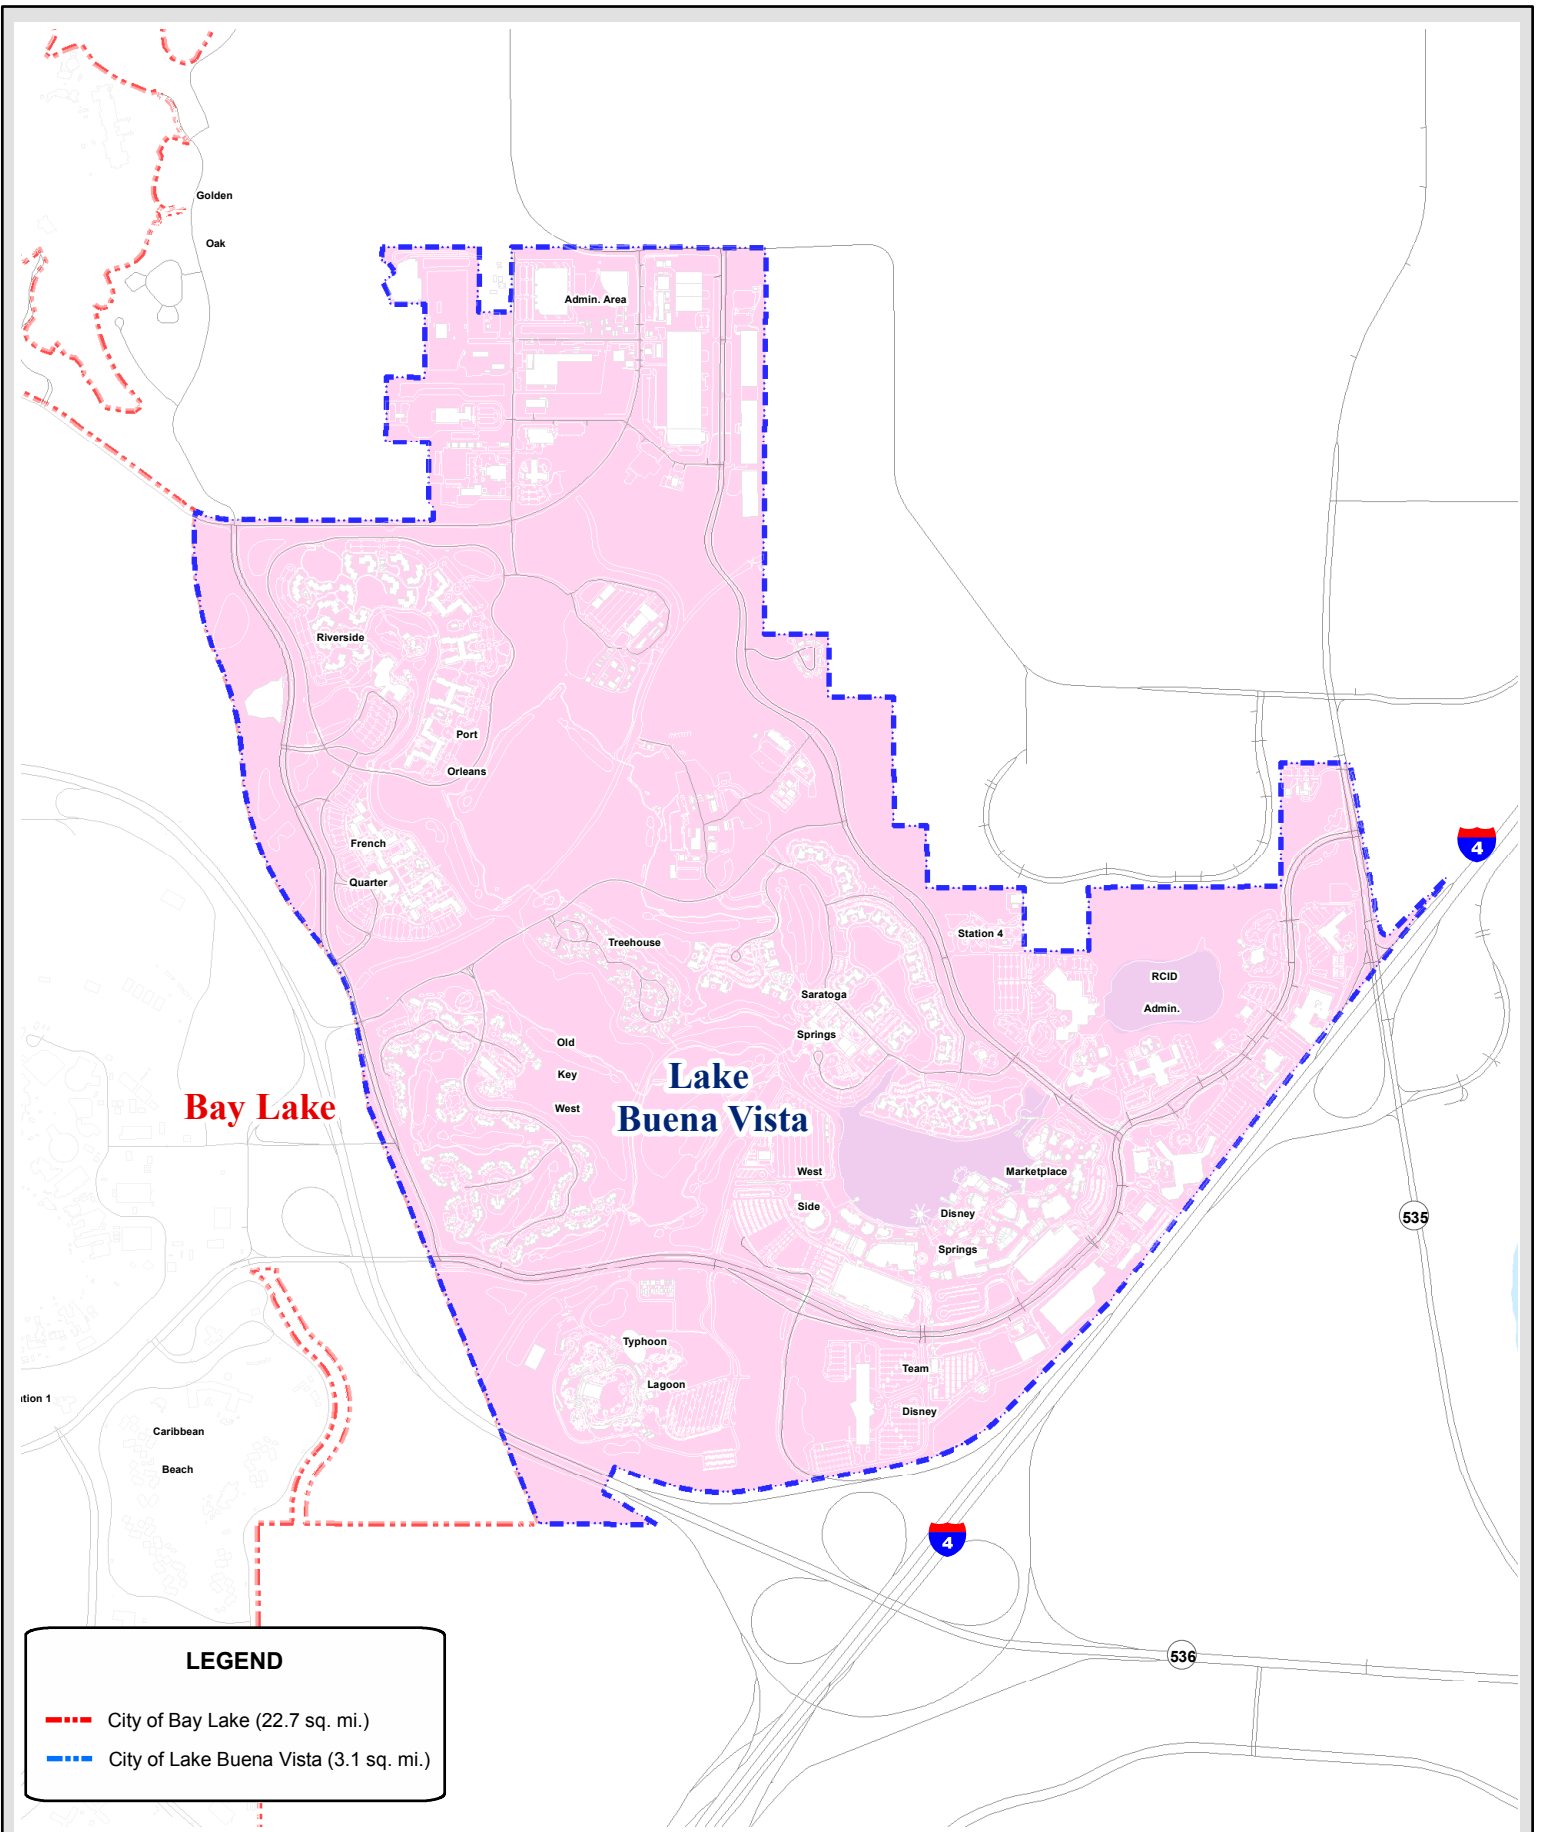 Golden
Oak
Admin. Area
Riverside
Port
Orleans
French
Quarter
4
Station 4
Treehouse
RCID
Admin.
Saratoga
Springs
Old
Key
West
Lake
Buena Vista
Bay Lake
West
Side
Marketplace
Disney
Springs
535
Typhoon
Lagoon
Team
Disney
ation 1
Caribbean
Beach
4
536
LEGEND
City of Bay Lake (22.7 sq. mi.)
City of Lake Buena Vista (3.1 sq. mi.)